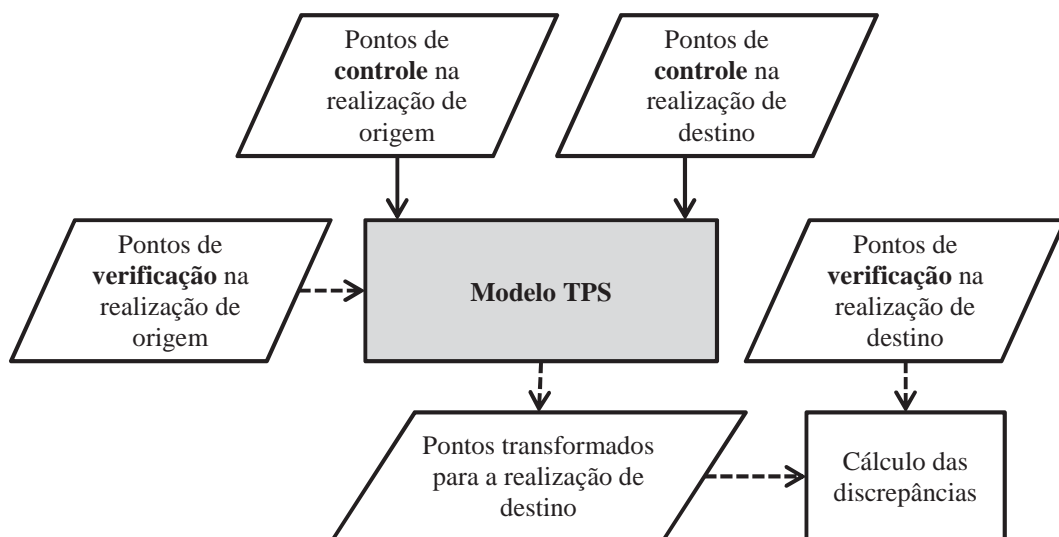 Pontos de
controle na
realização de
origem
Pontos de
controle na
realização de
destino
Pontos de
verificação na
realização de
origem
Modelo TPS
Pontos de
verificação na
realização de
destino
Pontos transformados
para a realização de
destino
Cálculo das
discrepâncias